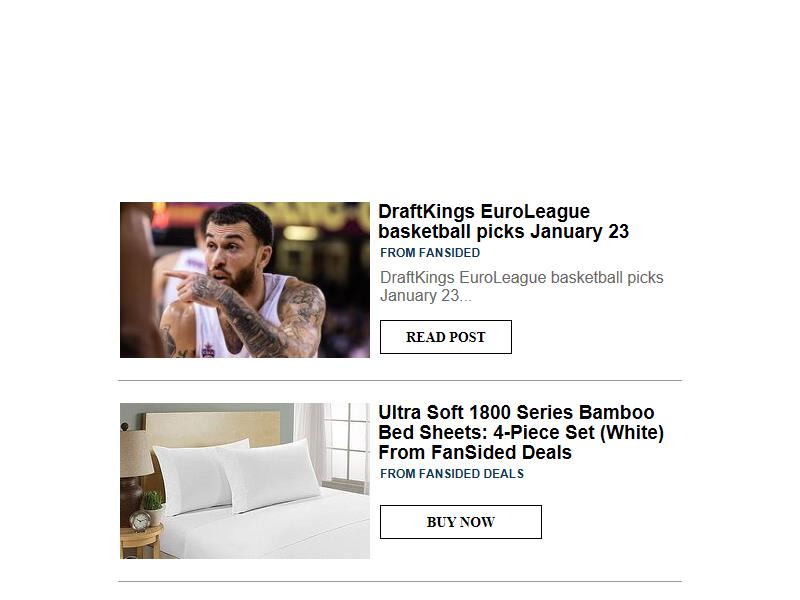 DraftKings EuroLeague
basketball picks January 23
FROM FANSIDED
DraftKings EuroLeague basketball picks
January 23...
READ POST
Ultra Soft 1800 Series Bamboo
Bed Sheets: 4-Piece Set (White)
From FanSided Deals
FROM FANSIDED DEALS
BUY NOW